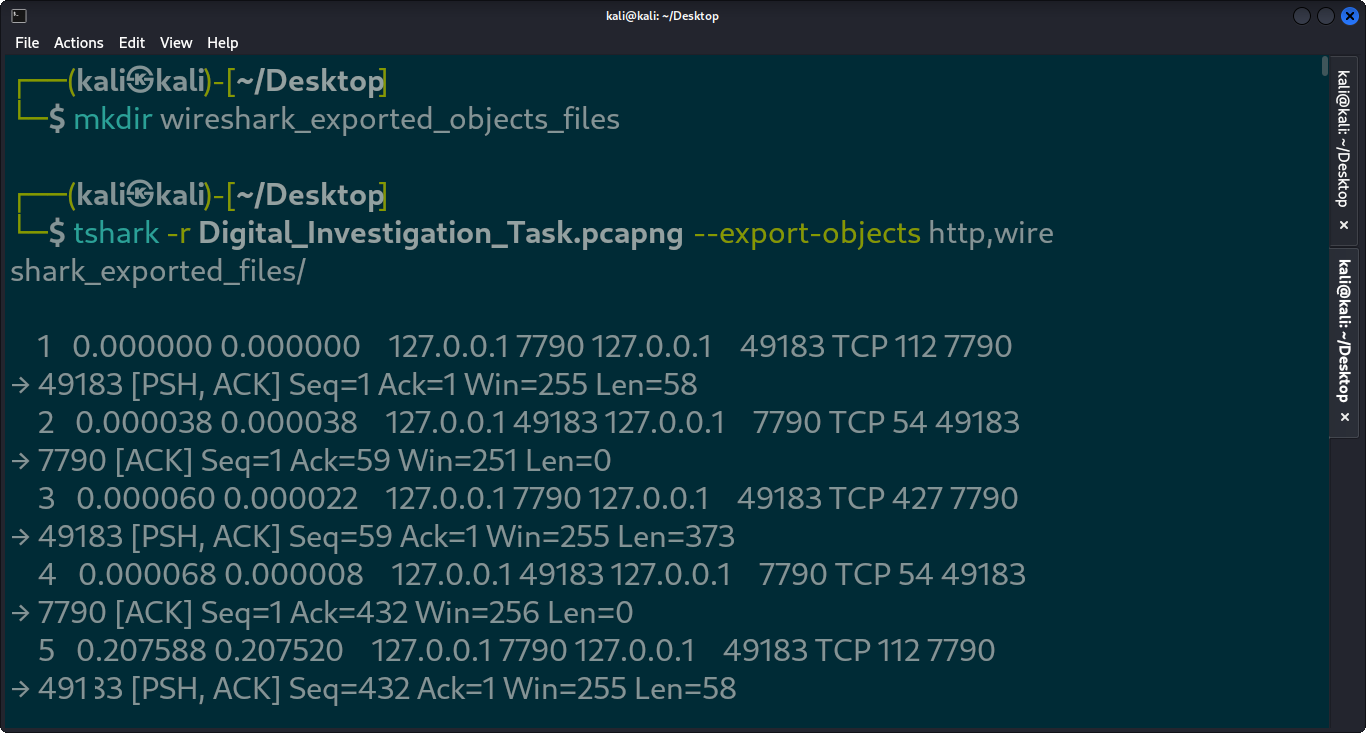 kali@kali: ~/Desktop
File Actions Edit View Help
┌──(kali㉿kali)-[~/Desktop]
└─$ mkdir wireshark_exported_objects_files
┌──(kali㉿kali)-[~/Desktop]
└─$ tshark -r Digital_Investigation_Task.pcapng --export-objects http,wire
shark_exported_files/
1 0.000000 0.000000 127.0.0.1 7790 127.0.0.1 49183 TCP 112 7790
→ 49183 [PSH, ACK] Seq=1 Ack=1 Win=255 Len=58
2 0.000038 0.000038 127.0.0.1 49183 127.0.0.1 7790 TCP 54 49183
→ 7790 [ACK] Seq=1 Ack=59 Win=251 Len=0
3 0.000060 0.000022 127.0.0.1 7790 127.0.0.1 49183 TCP 427 7790
→ 49183 [PSH, ACK] Seq=59 Ack=1 Win=255 Len=373
4 0.000068 0.000008 127.0.0.1 49183 127.0.0.1 7790 TCP 54 49183
→ 7790 [ACK] Seq=1 Ack=432 Win=256 Len=0
5 0.207588 0.207520 127.0.0.1 7790 127.0.0.1 49183 TCP 112 7790
→ 49183 [PSH, ACK] Seq=432 Ack=1 Win=255 Len=58
kali@kali: ~/Desktop
kali@kali: ~/Desktop